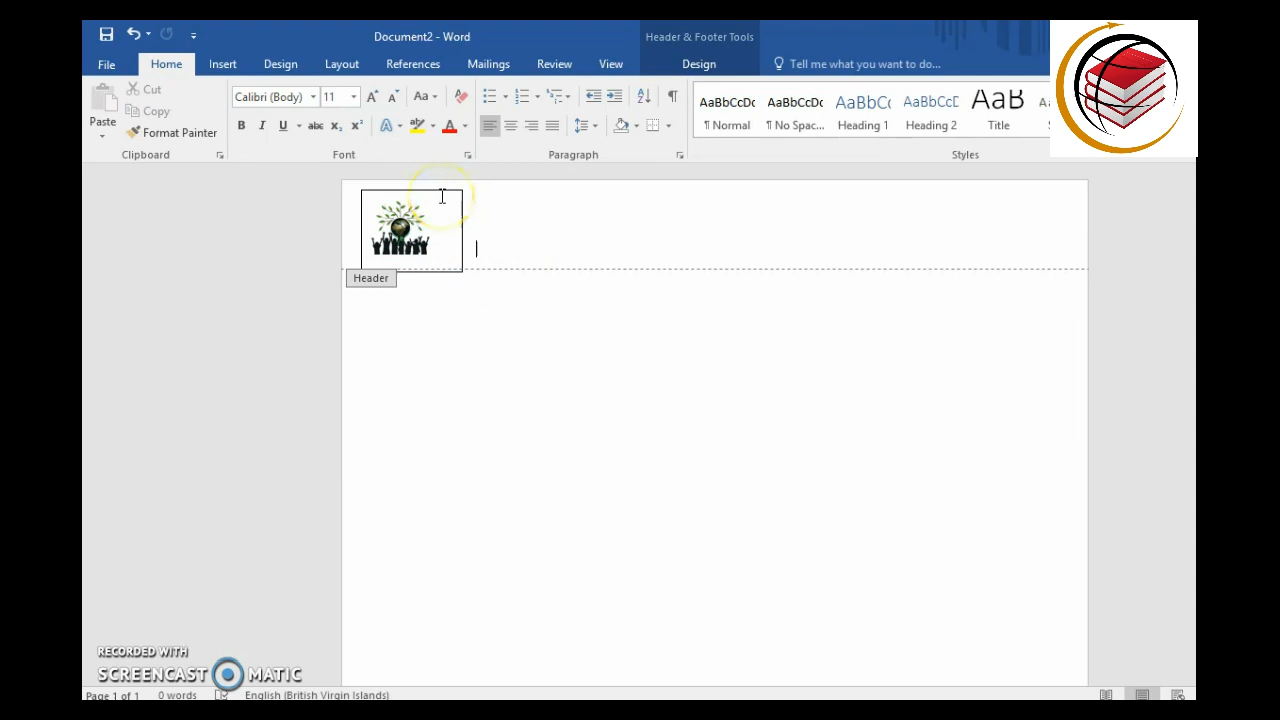 Document2 - Word
Header & Footer Tools
File
Home
Insert
Design
Layout
References
Mailings
Review
View
Design
Tell me what you want to do...
Paste
Cut
Copy
Format Painter
Clipboard
Calibri (Body)
11
Aa
B I U abc x₂ x²
A
A
Font
Paragraph
AaBbCcDc
¶ Normal
AaBbCcDc
¶ No Spac...
AaBbC
Heading 1
AaBbCcD
Heading 2
AaB
Title
Styles
Header
RECORDED WITH
SCREENCAST MATIC
Page 1 of 1
0 words
English (British Virgin Islands)